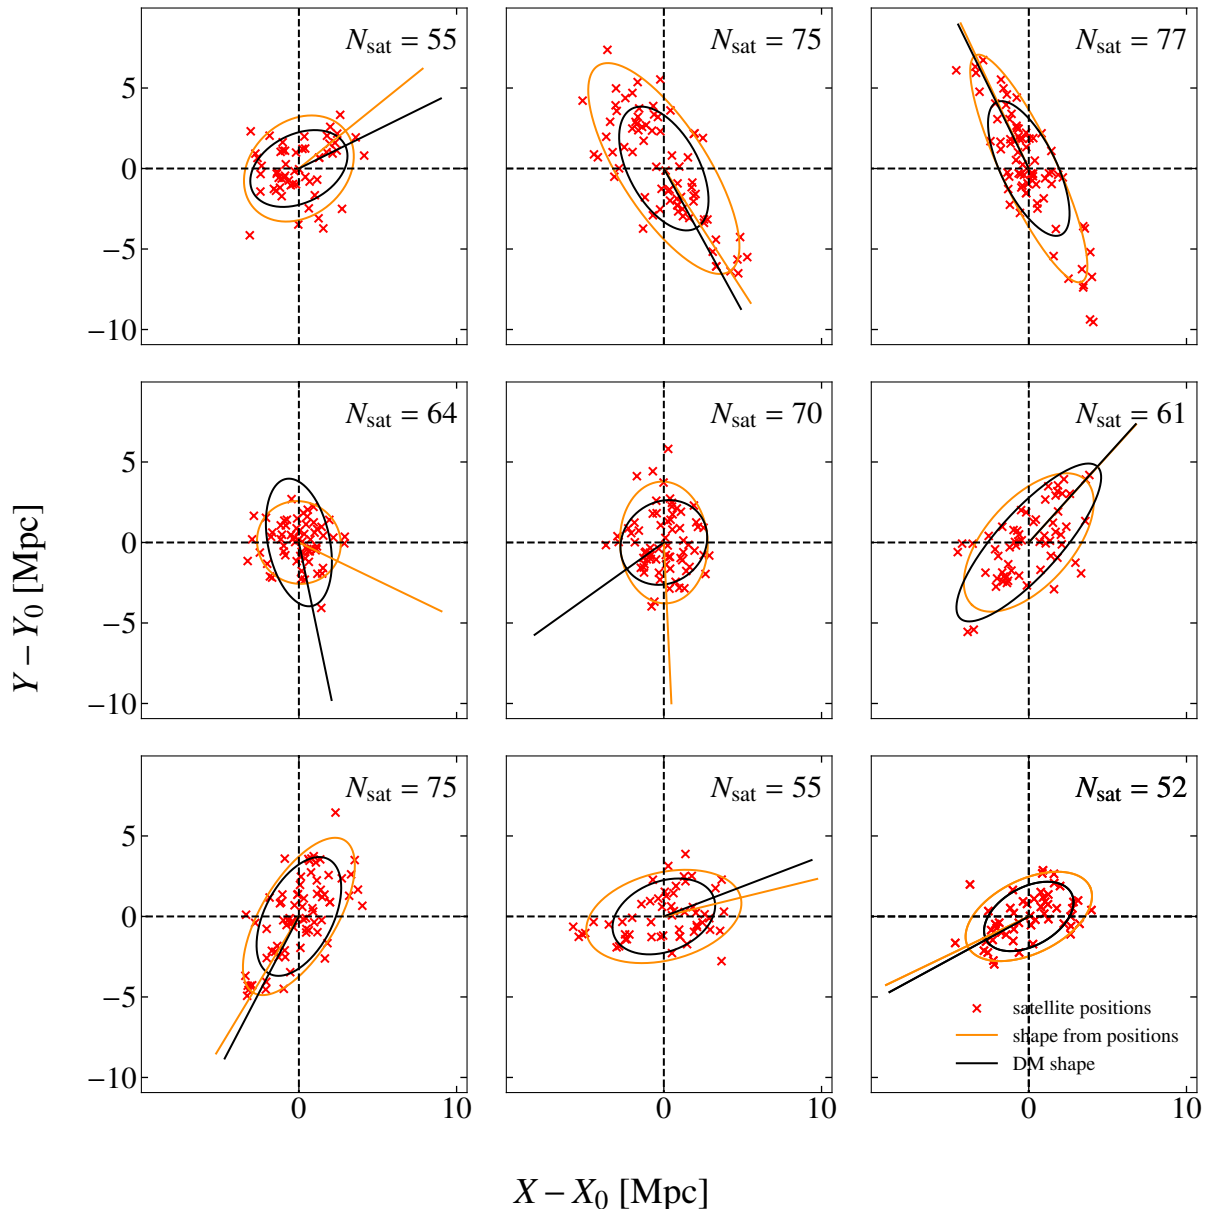 N_sat = 55
N_sat = 75
N_sat = 77
5
0
−5
−10
N_sat = 64
N_sat = 70
N_sat = 61
5
0
−5
−10
Y − Y_0 [Mpc]
N_sat = 75
N_sat = 55
N_sat = 52
5
0
−5
−10
satellite positions
shape from positions
DM shape
0 10
0 10
0 10
X − X_0 [Mpc]